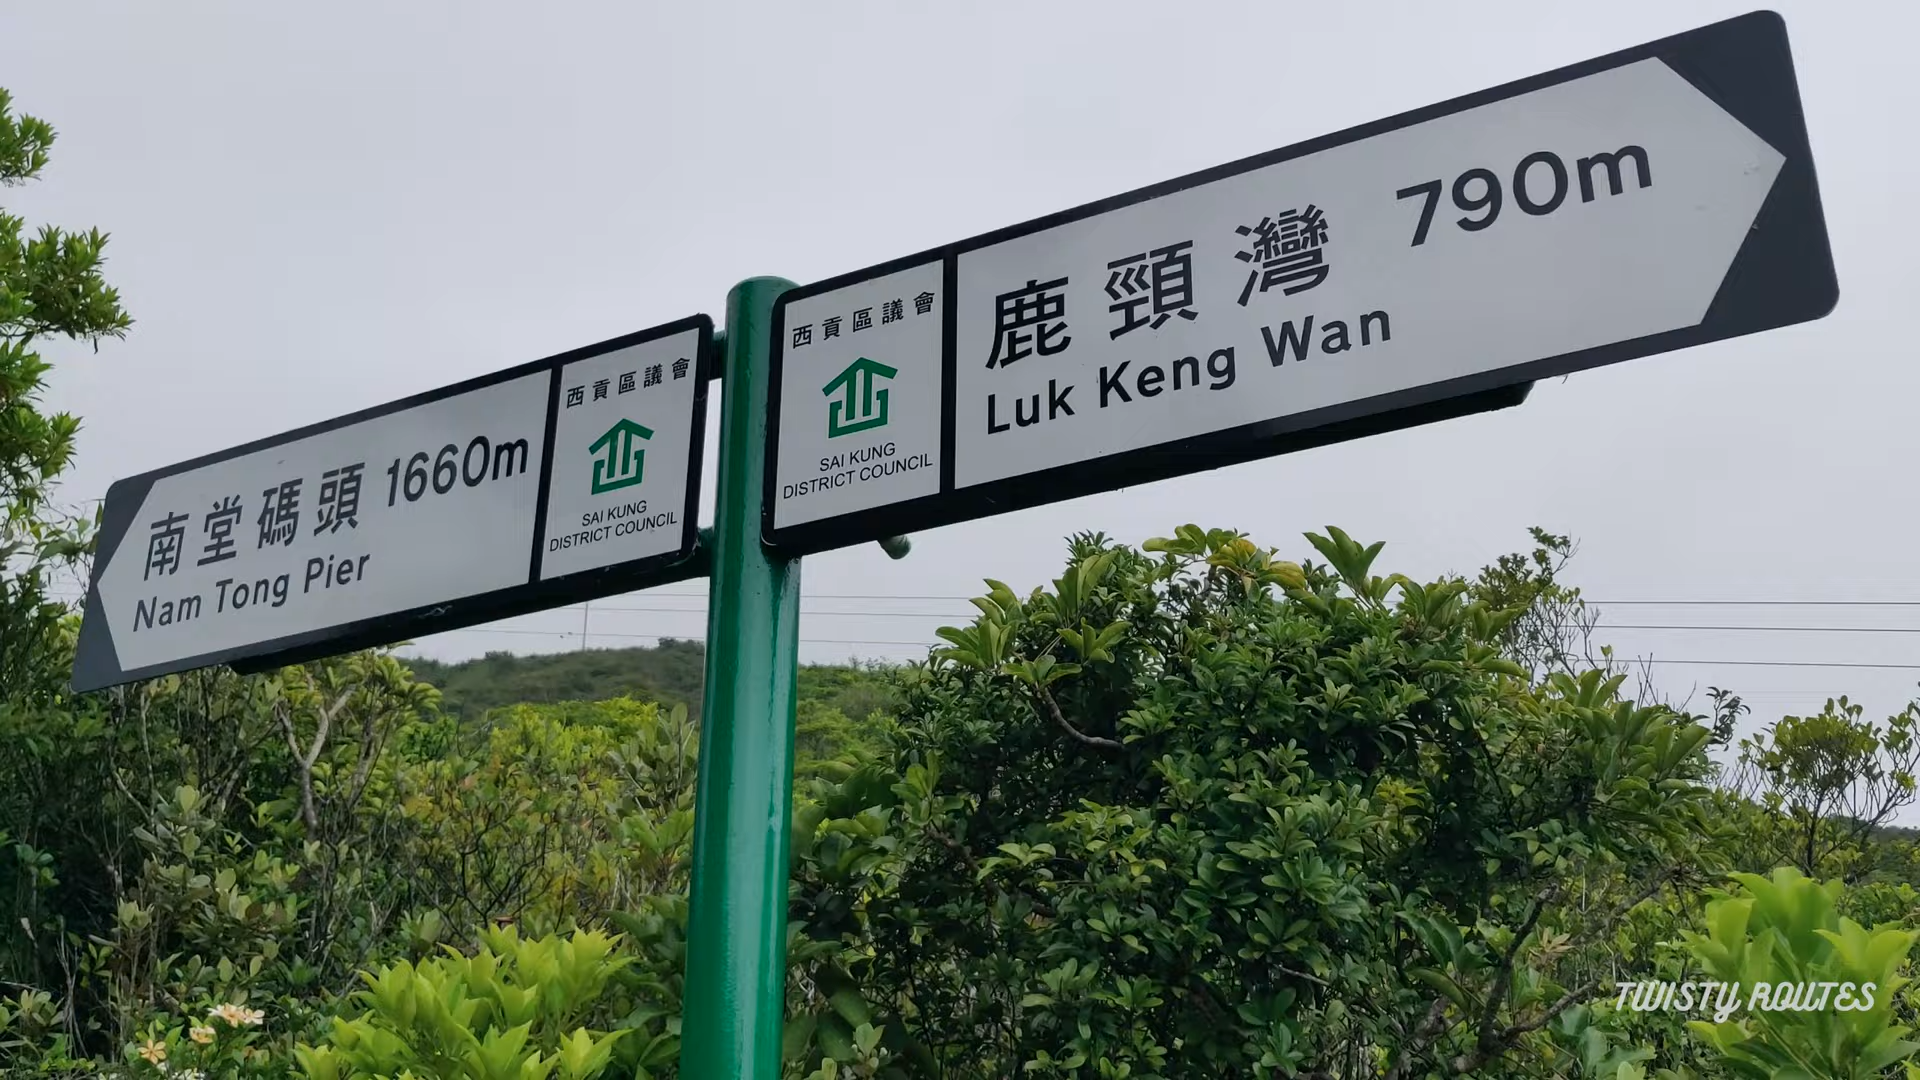 南堂碼頭 1660m
Nam Tong Pier
西貢區議會
SAI KUNG
DISTRICT COUNCIL
西貢區議會
SAI KUNG
DISTRICT COUNCIL
鹿頸灣 790m
Luk Keng Wan
TWISTY ROUTES